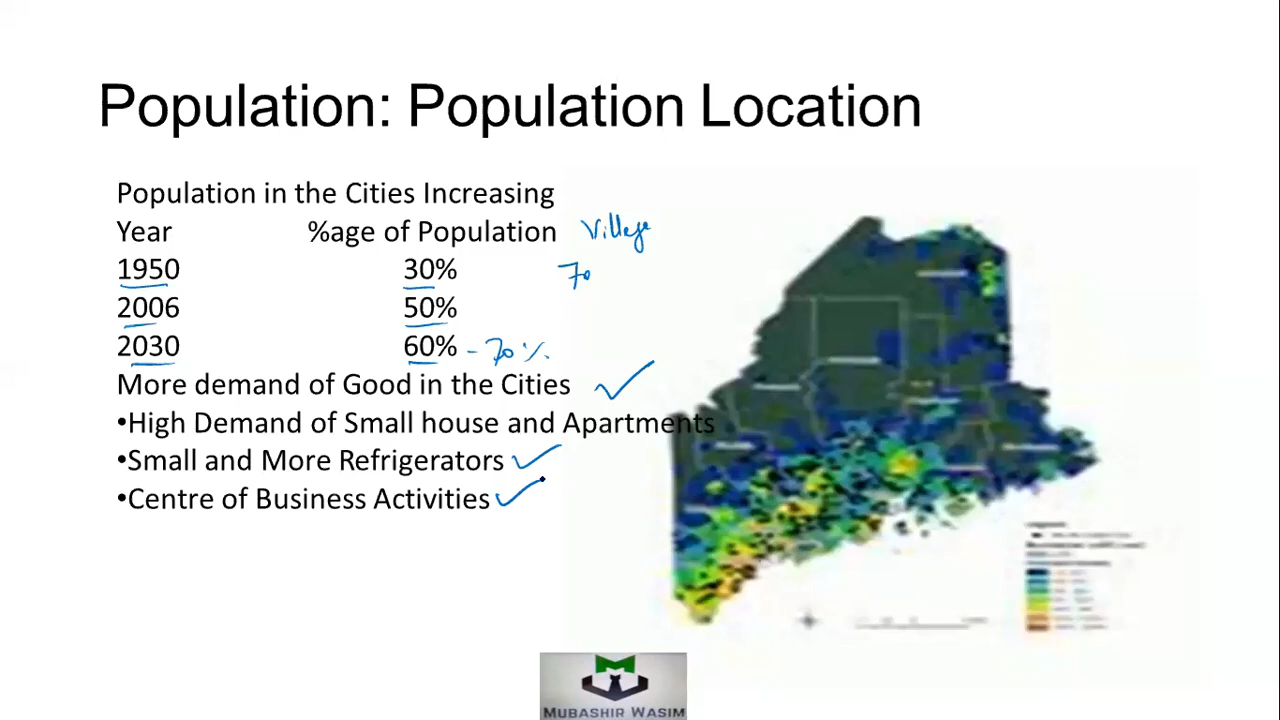 Population: Population Location
Population in the Cities Increasing
Year %age of Population Village
1950 30% 70
2006 50%
2030 60% - 70%
More demand of Good in the Cities
•High Demand of Small house and Apartments
•Small and More Refrigerators
•Centre of Business Activities
MUBASHIR WASIM